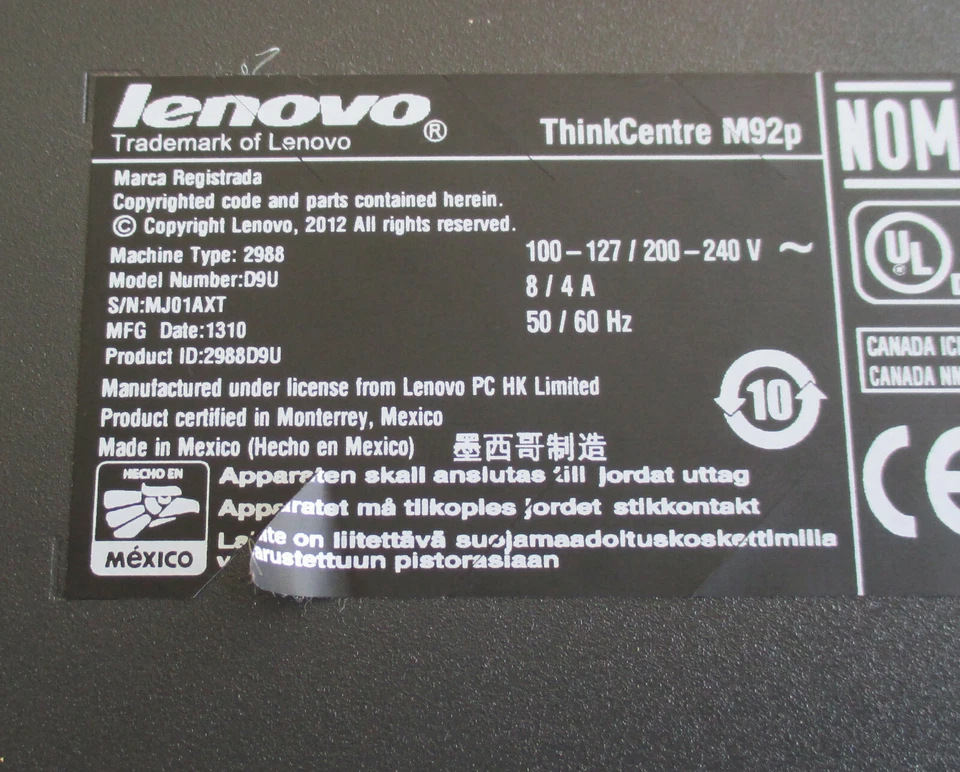 lenovo®
Trademark of Lenovo
ThinkCentre M92p
Marca Registrada
Copyrighted code and parts contained herein.
© Copyright Lenovo, 2012 All rights reserved.
Machine Type: 2988
Model Number:D9U
S/N:MJ01AXT
MFG Date:1310
Product ID:2988D9U
100-127 / 200-240 V ~
8 / 4 A
50 / 60 Hz
Manufactured under license from Lenovo PC HK Limited
Product certified in Monterrey, Mexico
Made in Mexico (Hecho en Mexico) 墨西哥制造
10
HECHO EN
MéXICO
Apparaten skall anslutas till jordat uttag
Apparatet må tilkoples jordet stikkontakt
Laite on liitettävä suojamaadoituskoskettimilla
varustettuun pistorasiaan
NOM
UL
CANADA
CANADA
CE